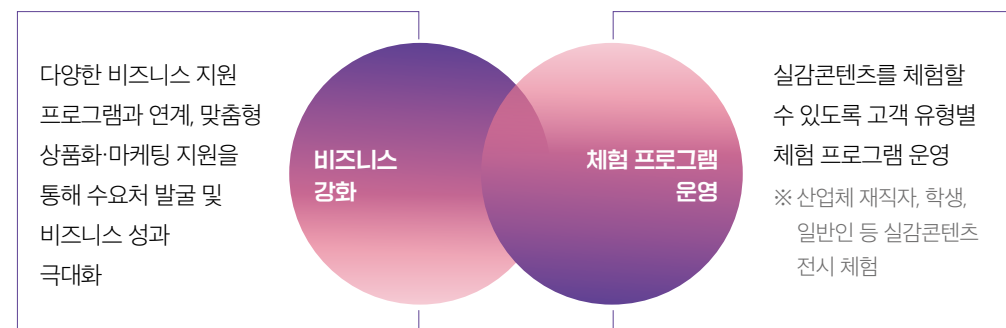 다양한 비즈니스 지원
프로그램과 연계, 맞춤형
상품화·마케팅 지원을
통해 수요처 발굴 및
비즈니스 성과
극대화
비즈니스
강화
체험 프로그램
운영
실감콘텐츠를 체험할
수 있도록 고객 유형별
체험 프로그램 운영
※ 산업체 재직자, 학생,
일반인 등 실감콘텐츠
전시 체험